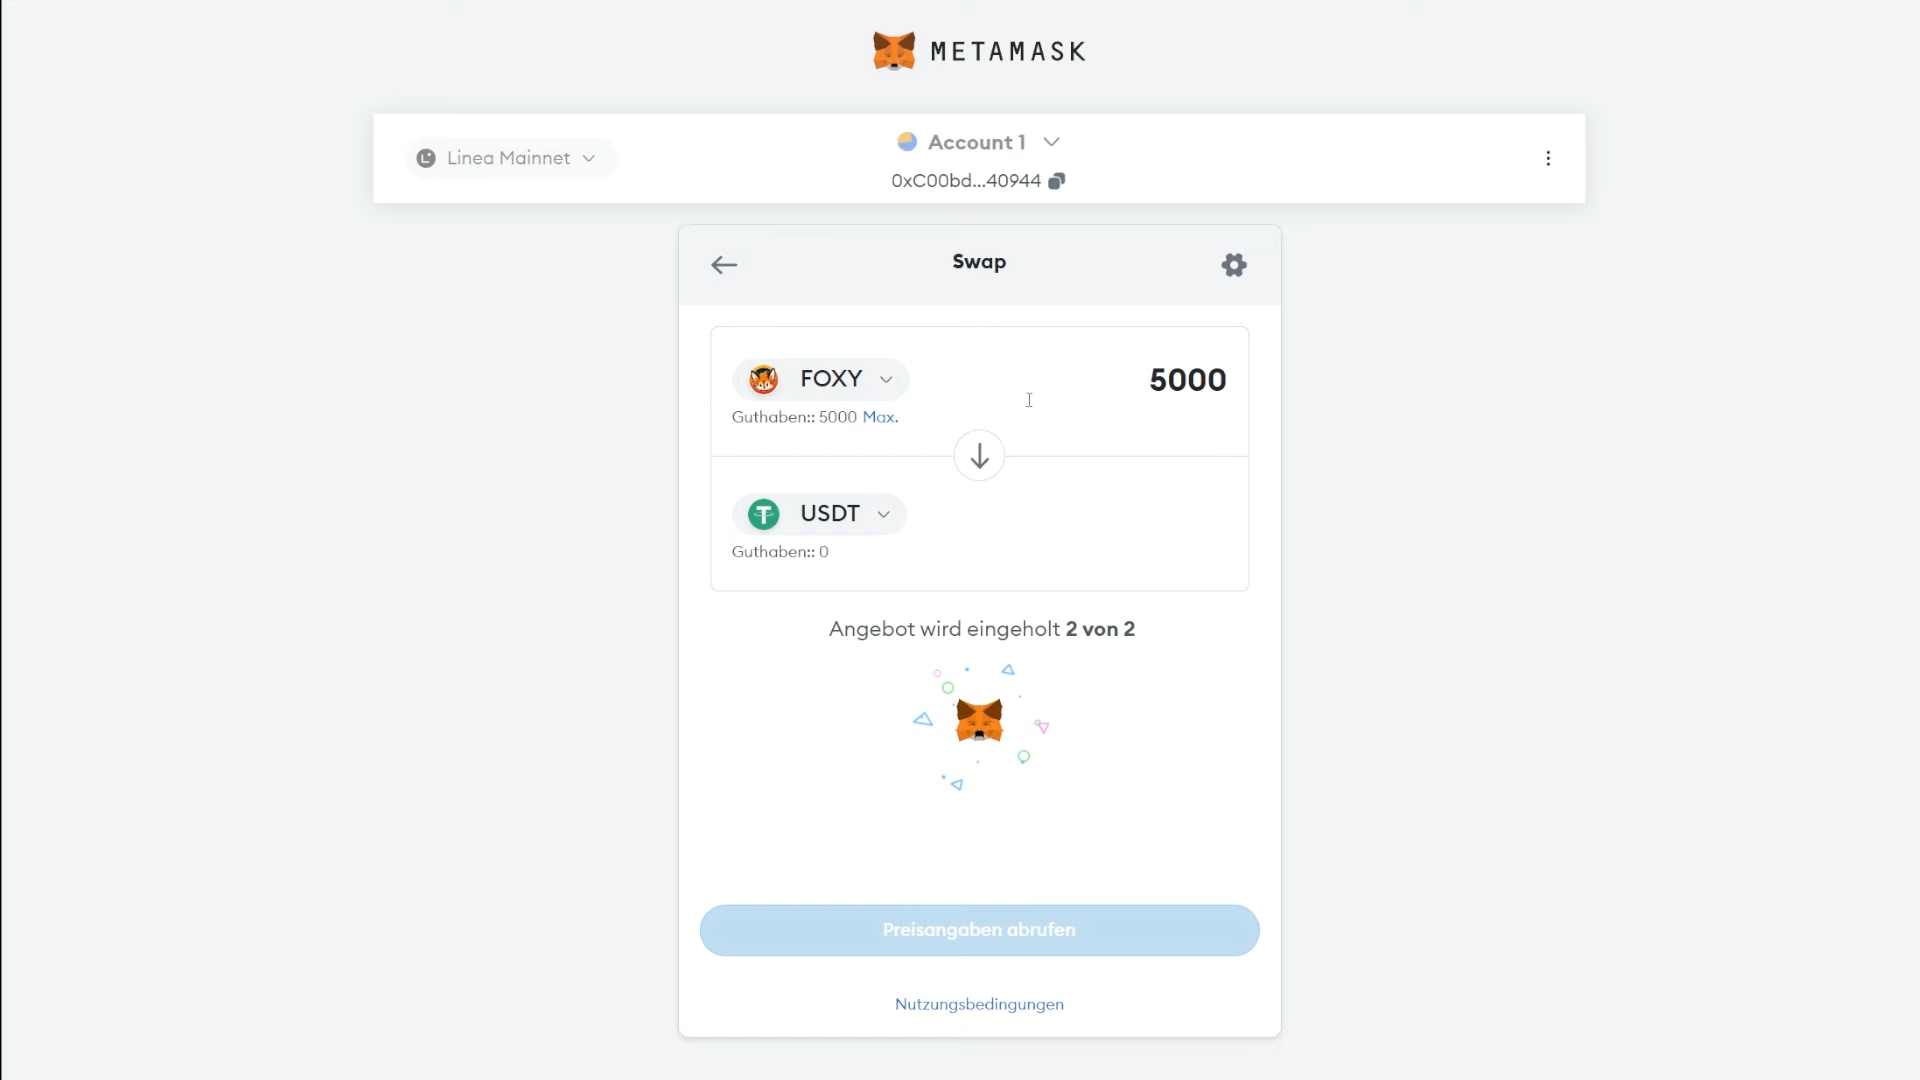 METAMASK
Linea Mainnet
Account 1
0xC00bd...40944
Swap
FOXY
5000
Guthaben:: 5000 Max.
USDT
Guthaben:: 0
Angebot wird eingeholt 2 von 2
Preisangaben abrufen
Nutzungsbedingungen